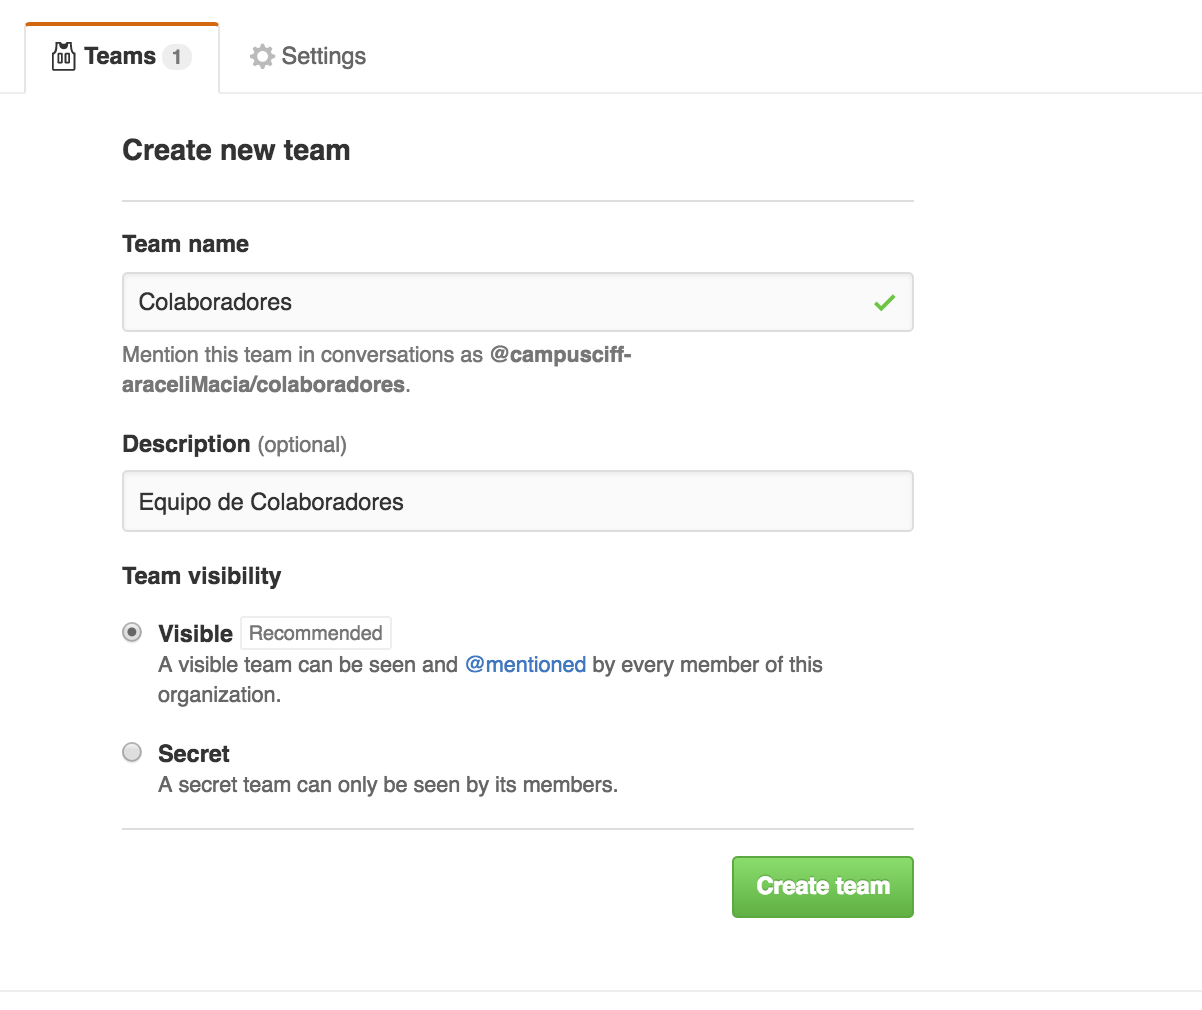 Teams 1 Settings
Create new team
Team name
Colaboradores
Mention this team in conversations as @campusciff-
araceliMacia/colaboradores.
Description (optional)
Equipo de Colaboradores
Team visibility
Visible Recommended
A visible team can be seen and @mentioned by every member of this
organization.
Secret
A secret team can only be seen by its members.
Create team